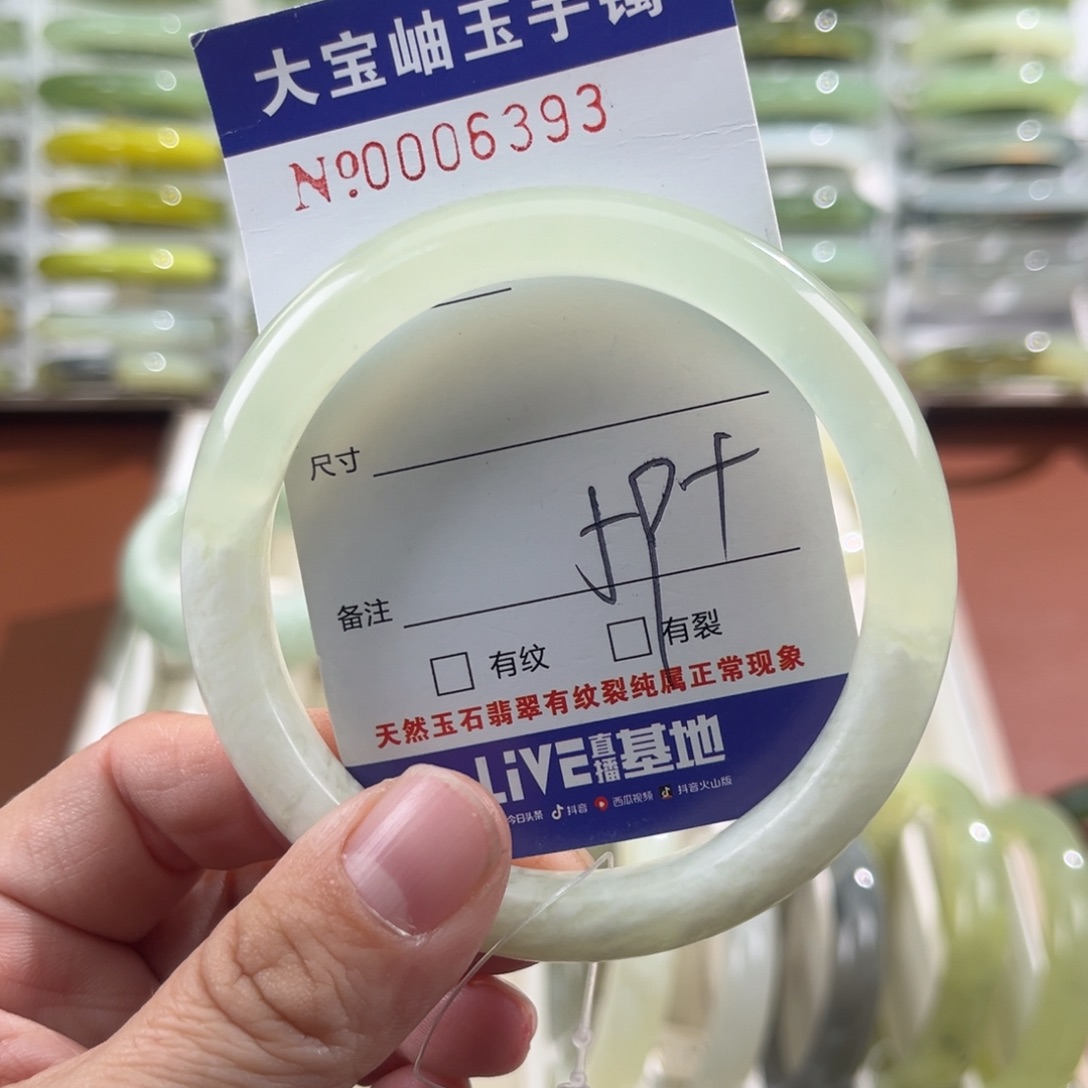 大宝岫玉手镯
Nº0006393
尺寸
备注
有纹 有裂
天然玉石翡翠有纹裂纯属正常现象
LiVE直播基地
今日头条 抖音 西瓜视频 抖音火山版